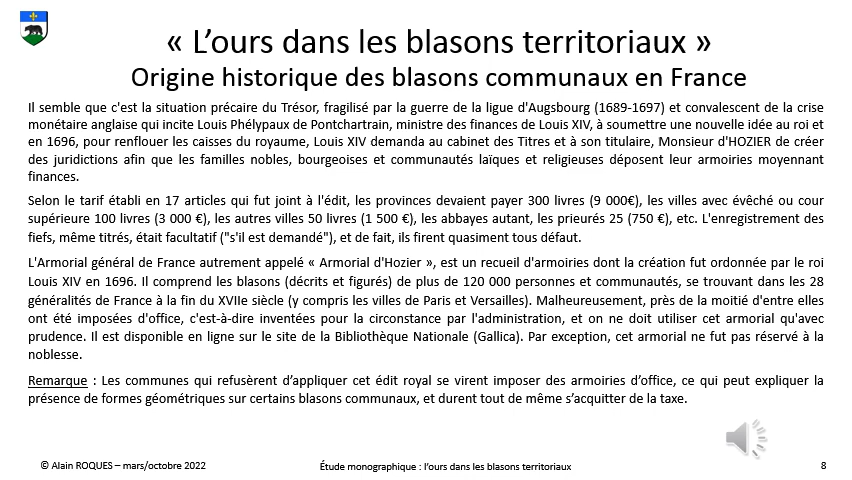 « L’ours dans les blasons territoriaux »
Origine historique des blasons communaux en France
Il semble que c'est la situation précaire du Trésor, fragilisé par la guerre de la ligue d'Augsbourg (1689-1697) et convalescent de la crise
monétaire anglaise qui incite Louis Phélypaux de Pontchartrain, ministre des finances de Louis XIV, à soumettre une nouvelle idée au roi et
en 1696, pour renflouer les caisses du royaume, Louis XIV demanda au cabinet des Titres et à son titulaire, Monsieur d'HOZIER de créer
des juridictions afin que les familles nobles, bourgeoises et communautés laïques et religieuses déposent leur armoiries moyennant
finances.
Selon le tarif établi en 17 articles qui fut joint à l'édit, les provinces devaient payer 300 livres (9 000€), les villes avec évêché ou cour
supérieure 100 livres (3 000 €), les autres villes 50 livres (1 500 €), les abbayes autant, les prieurés 25 (750 €), etc. L'enregistrement des
fiefs, même titrés, était facultatif ("s'il est demandé"), et de fait, ils firent quasiment tous défaut.
L'Armorial général de France autrement appelé « Armorial d'Hozier », est un recueil d'armoiries dont la création fut ordonnée par le roi
Louis XIV en 1696. Il comprend les blasons (décrits et figurés) de plus de 120 000 personnes et communautés, se trouvant dans les 28
généralités de France à la fin du XVIIe siècle (y compris les villes de Paris et Versailles). Malheureusement, près de la moitié d'entre elles
ont été imposées d'office, c'est-à-dire inventées pour la circonstance par l'administration, et on ne doit utiliser cet armorial qu'avec
prudence. Il est disponible en ligne sur le site de la Bibliothèque Nationale (Gallica). Par exception, cet armorial ne fut pas réservé à la
noblesse.
Remarque : Les communes qui refusèrent d’appliquer cet édit royal se virent imposer des armoiries d’office, ce qui peut expliquer la
présence de formes géométriques sur certains blasons communaux, et durent tout de même s’acquitter de la taxe.
© Alain ROQUES – mars/octobre 2022
Étude monographique : l’ours dans les blasons territoriaux
8